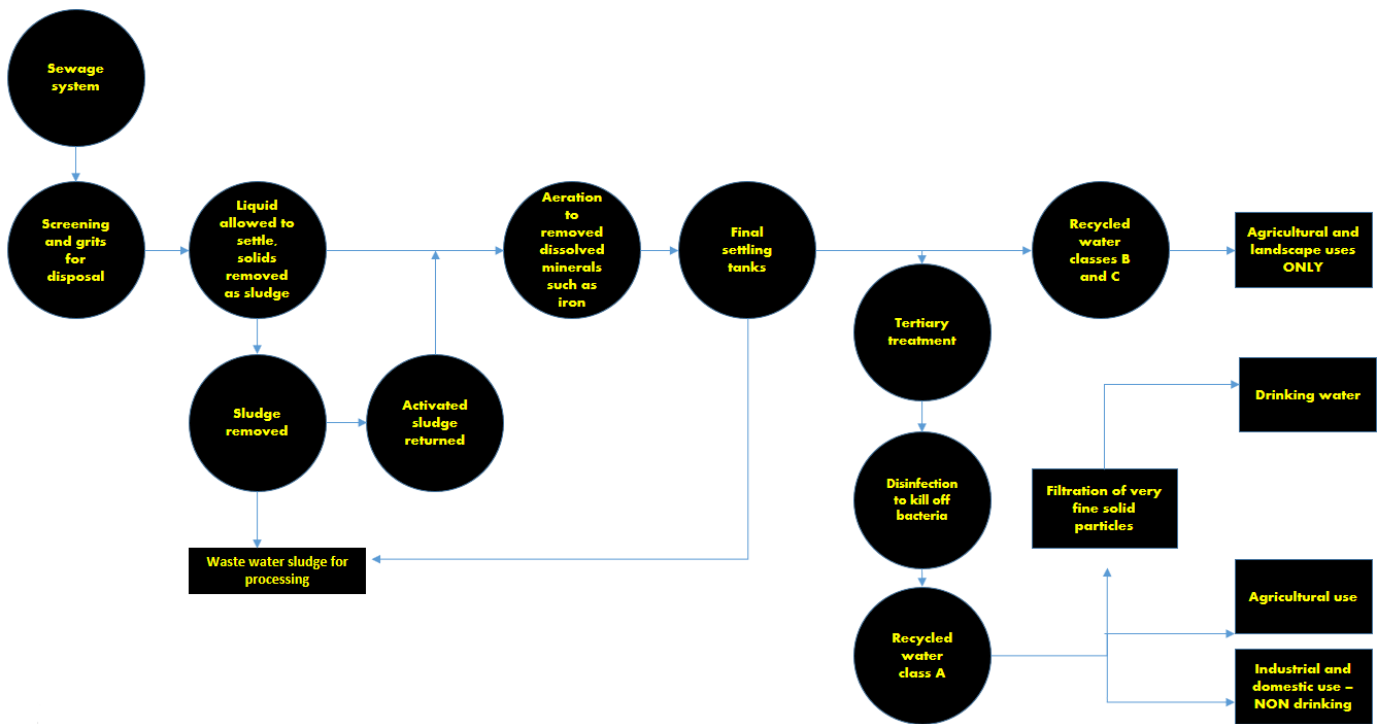 Sewage
system
Screening
and grits
for
disposal
Liquid
allowed to
settle,
solids
removed
as sludge
Aeration
to
removed
dissolved
minerals
such as
iron
Final
settling
tanks
Recycled
water
classes B
and C
Agricultural and
landscape uses
ONLY
Tertiary
treatment
Drinking water
Sludge
removed
Activated
sludge
returned
Disinfection
to kill off
bacteria
Filtration of very
fine solid
particles
Waste water sludge for
processing
Agricultural use
Recycled
water
class A
Industrial and
domestic use –
NON drinking